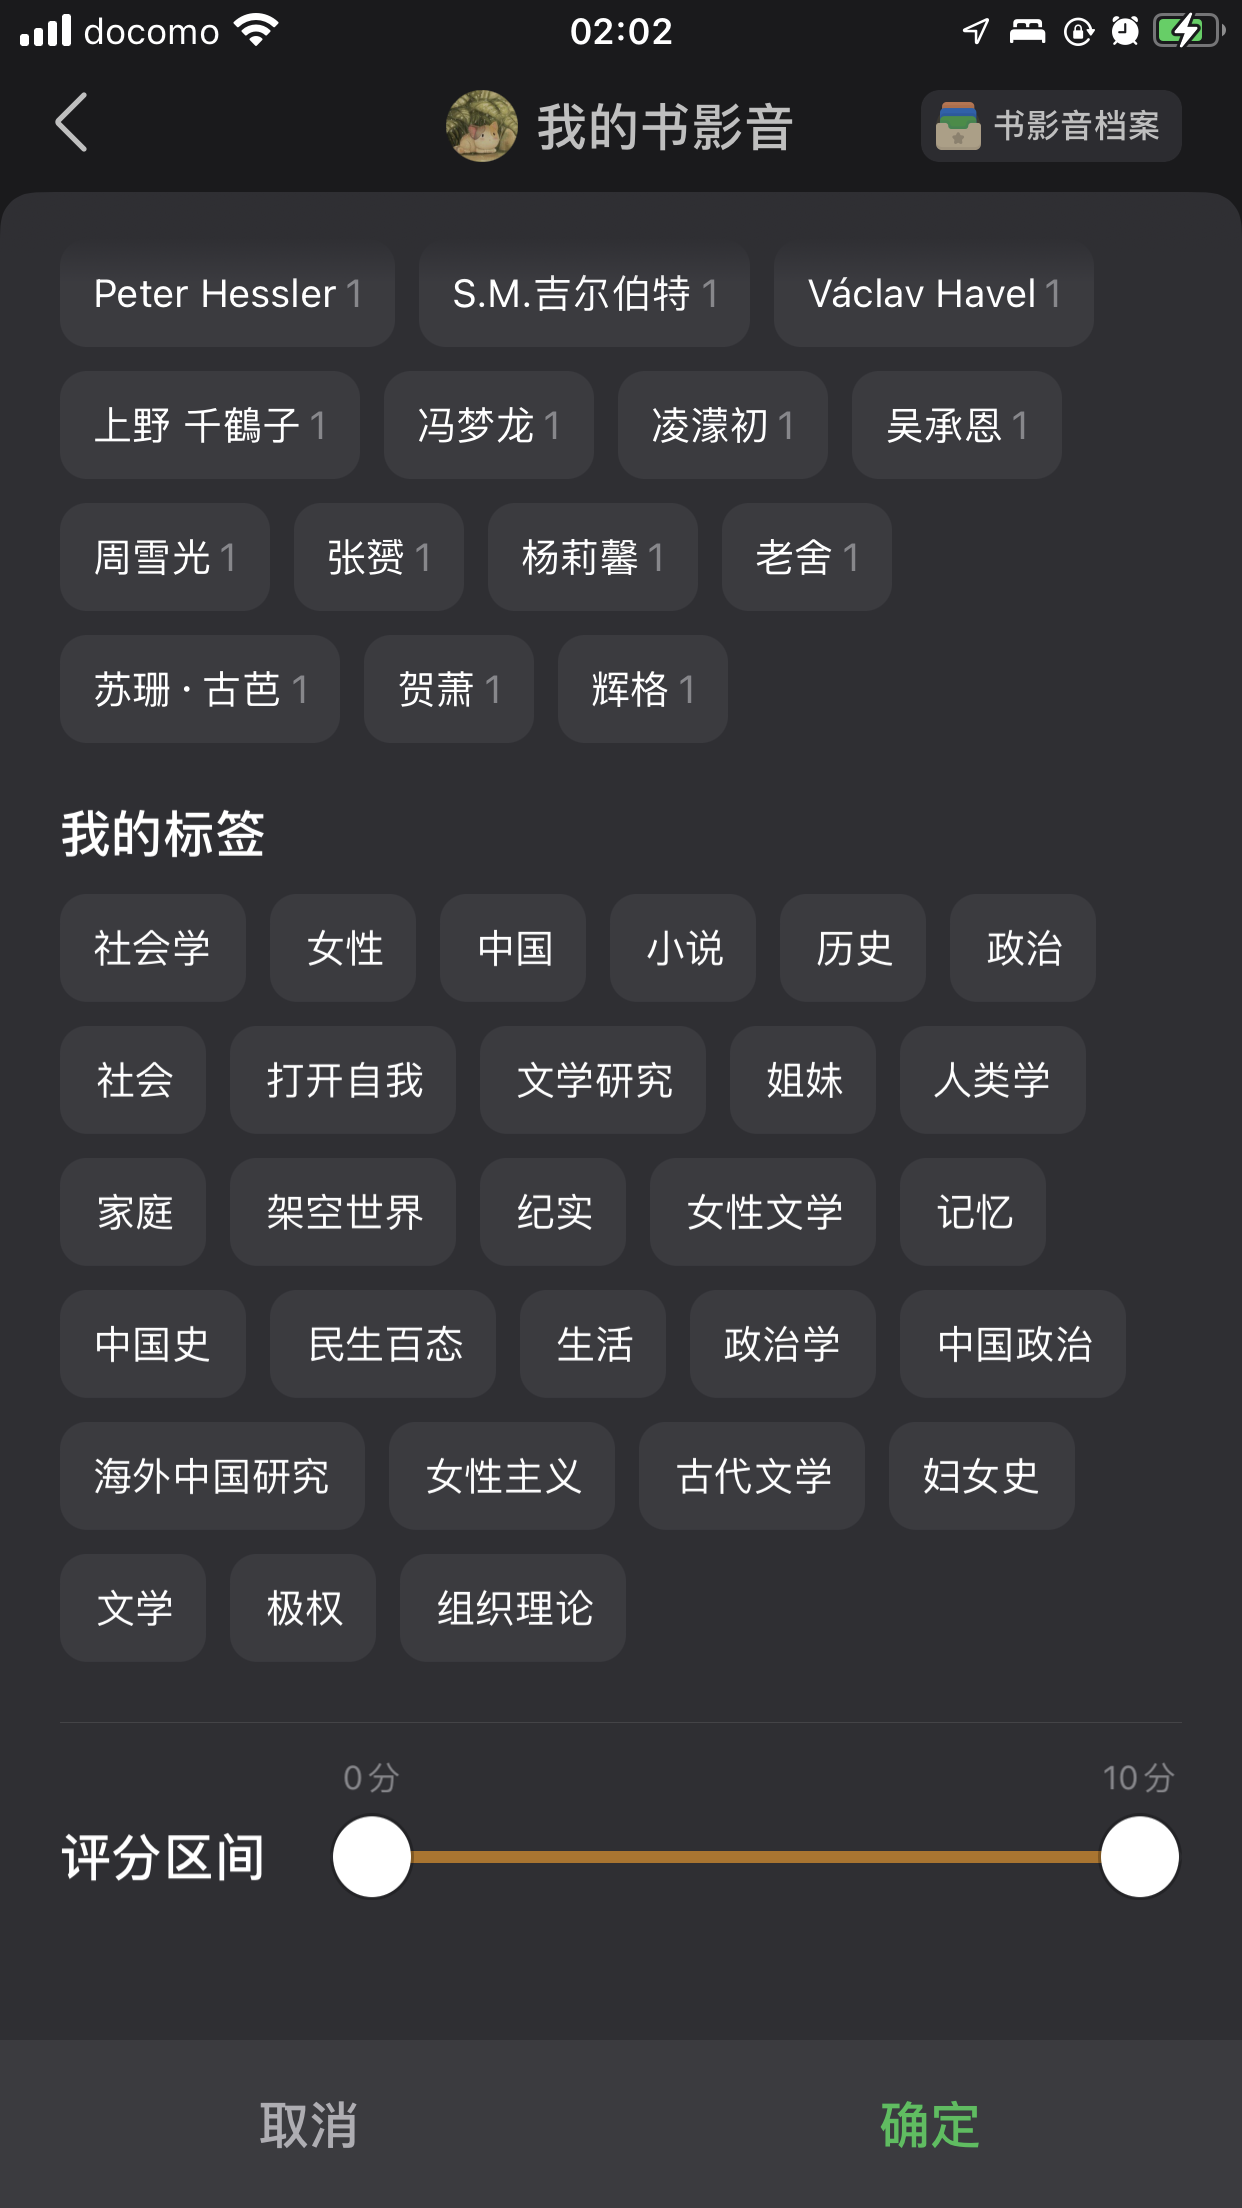 docomo 02:02
我的书影音 书影音档案
Peter Hessler 1 S.M.吉尔伯特 1 Václav Havel 1
上野 千鶴子 1 冯梦龙 1 凌濛初 1 吴承恩 1
周雪光 1 张赟 1 杨莉馨 1 老舍 1
苏珊·古芭 1 贺萧 1 辉格 1
我的标签
社会学 女性 中国 小说 历史 政治
社会 打开自我 文学研究 姐妹 人类学
家庭 架空世界 纪实 女性文学 记忆
中国史 民生百态 生活 政治学 中国政治
海外中国研究 女性主义 古代文学 妇女史
文学 极权 组织理论
0分 10分
评分区间
取消 确定